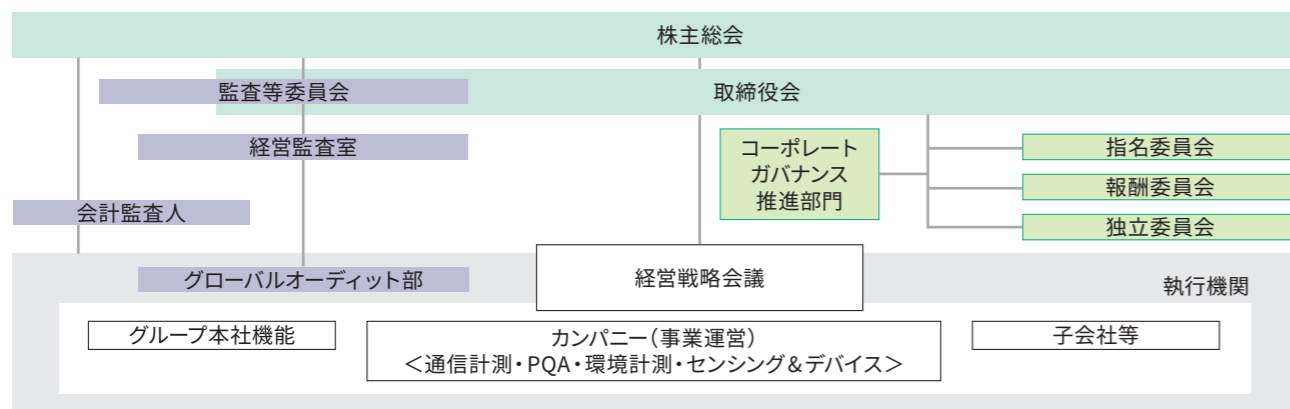 株主総会
監査等委員会
取締役会
経営監査室
コーポレート
ガバナンス
推進部門
指名委員会
報酬委員会
独立委員会
会計監査人
グローバルオーディット部
経営戦略会議
執行機関
グループ本社機能
カンパニー（事業運営）
＜通信計測・PQA・環境計測・センシング＆デバイス＞
子会社等